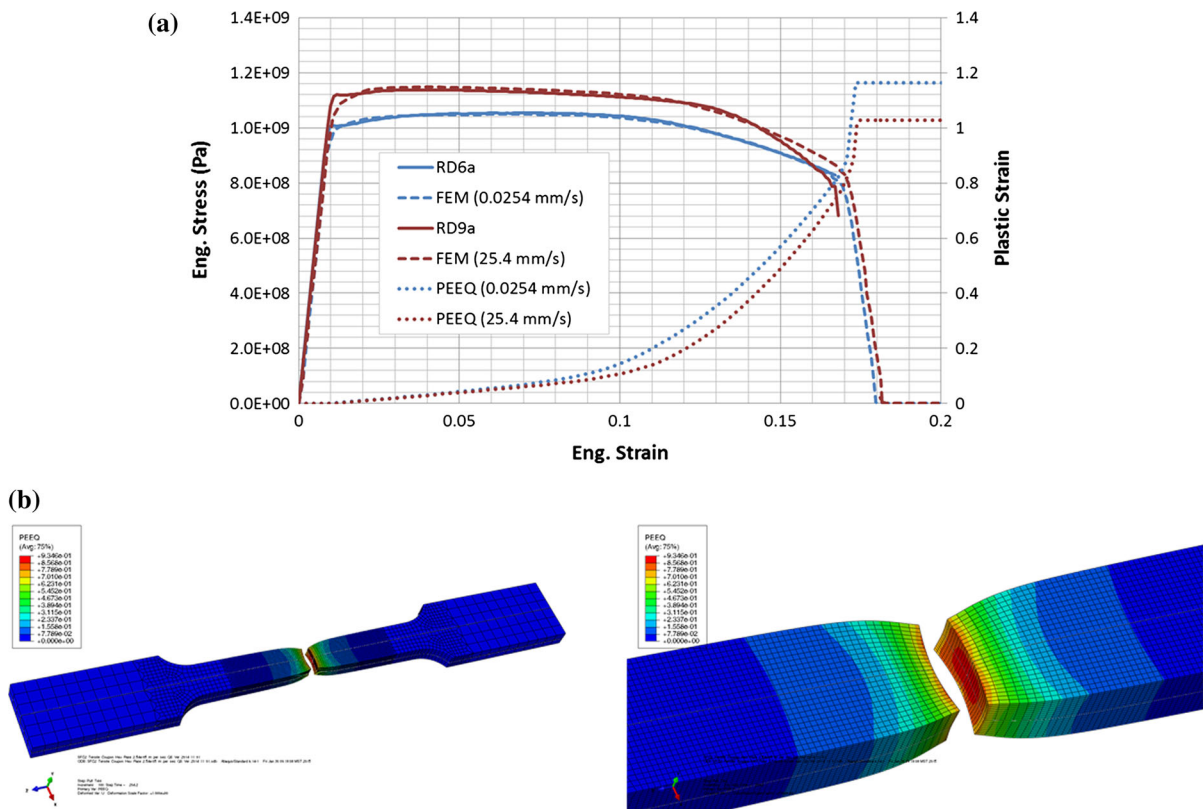 (a)
1.4E+09
1.2E+09
1.0E+09
8.0E+08
6.0E+08
4.0E+08
2.0E+08
0.0E+00
Eng. Stress (Pa)
RD6a
FEM (0.0254 mm/s)
RD9a
FEM (25.4 mm/s)
PEEQ (0.0254 mm/s)
PEEQ (25.4 mm/s)
1.4
1.2
1
0.8
0.6
0.4
0.2
0
Plastic Strain
0
0.05
0.1
0.15
0.2
Eng. Strain
(b)
PEEQ
(Avg: 75%)
+9.346e-01
+8.568e-01
+7.789e-01
+7.010e-01
+6.231e-01
+5.452e-01
+4.673e-01
+3.894e-01
+3.115e-01
+2.337e-01
+1.558e-01
+7.789e-02
+0.000e+00
PEEQ
(Avg: 75%)
+9.346e-01
+8.568e-01
+7.789e-01
+7.010e-01
+6.231e-01
+5.452e-01
+4.673e-01
+3.894e-01
+3.115e-01
+2.337e-01
+1.558e-01
+7.789e-02
+0.000e+00